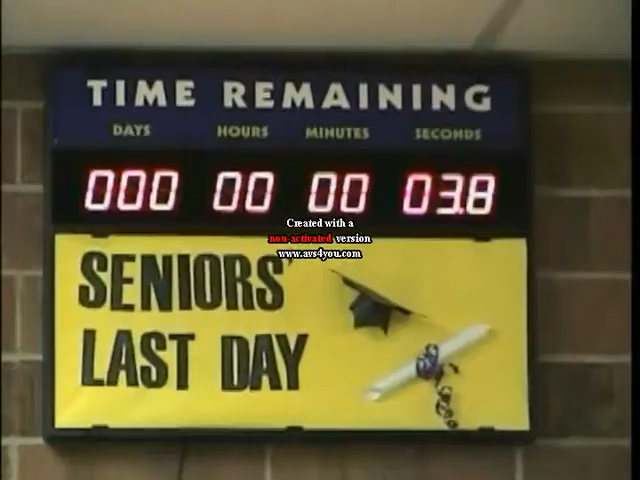 TIME REMAINING
DAYS HOURS MINUTES SECONDS
000 00 00 03.8
Created with a
non-activated version
www.avs4you.com
SENIORS'
LAST DAY